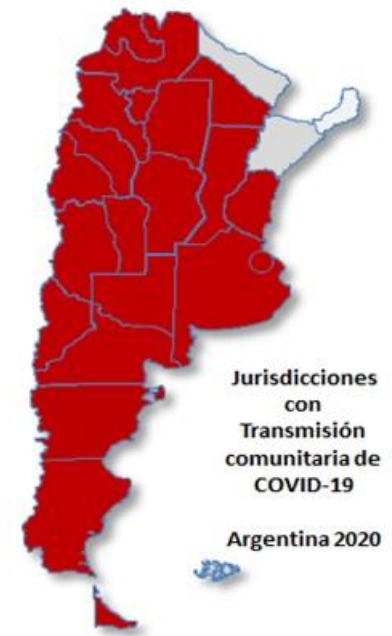 Jurisdicciones
con
Transmisión
comunitaria de
COVID-19
Argentina 2020